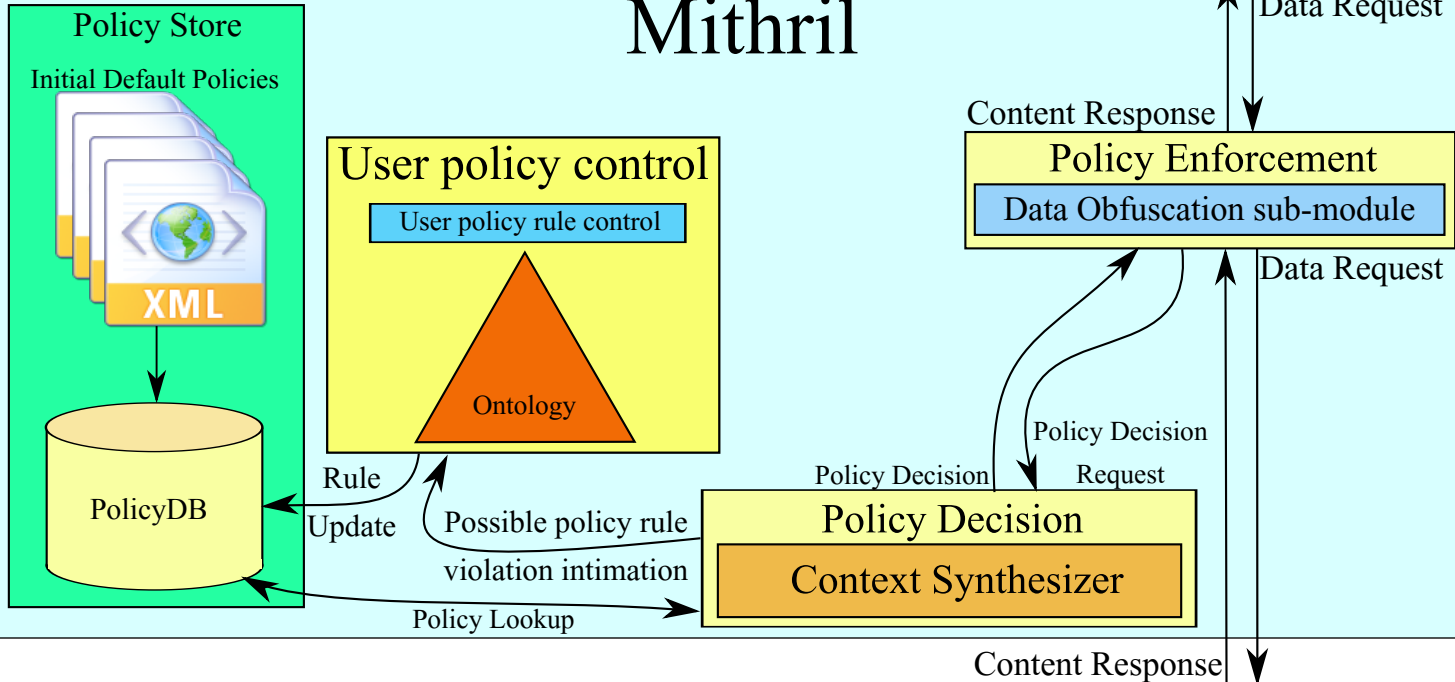 Mithril
Data Request
Policy Store
Initial Default Policies
XML
PolicyDB
User policy control
User policy rule control
Ontology
Rule
Update
Possible policy rule
violation intimation
Policy Lookup
Content Response
Policy Enforcement
Data Obfuscation sub-module
Data Request
Policy Decision
Request
Policy Decision
Policy Decision
Context Synthesizer
Content Response